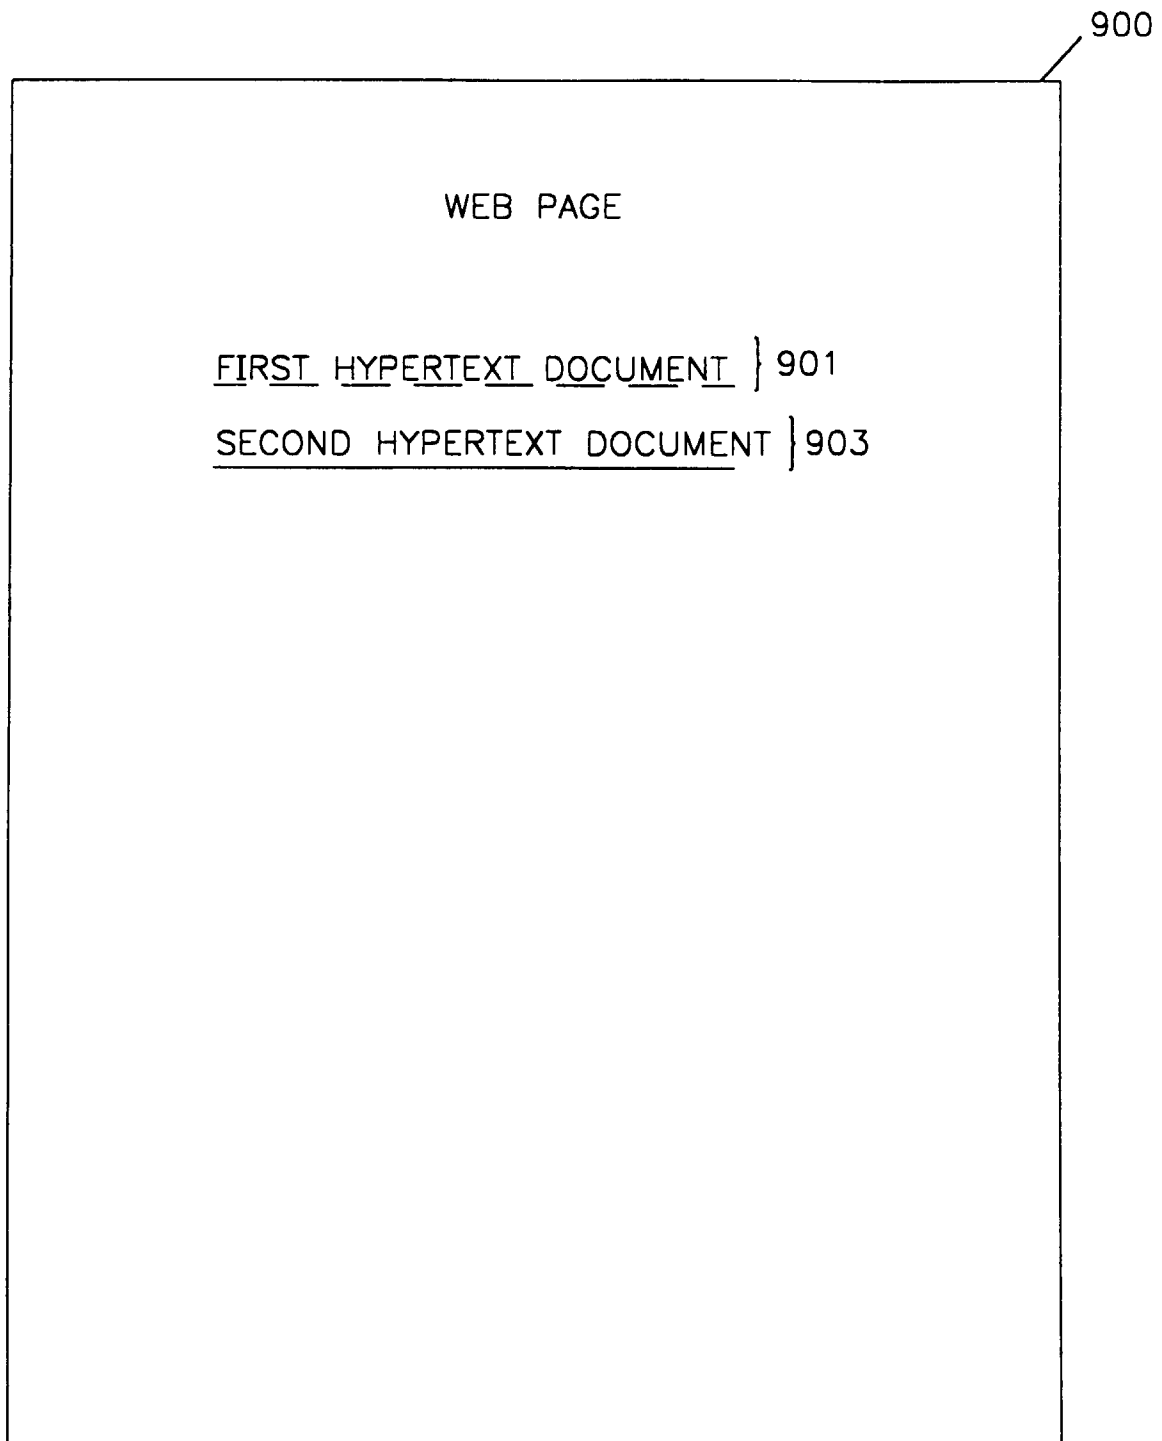 900
WEB PAGE
FIRST HYPERTEXT DOCUMENT } 901
SECOND HYPERTEXT DOCUMENT } 903